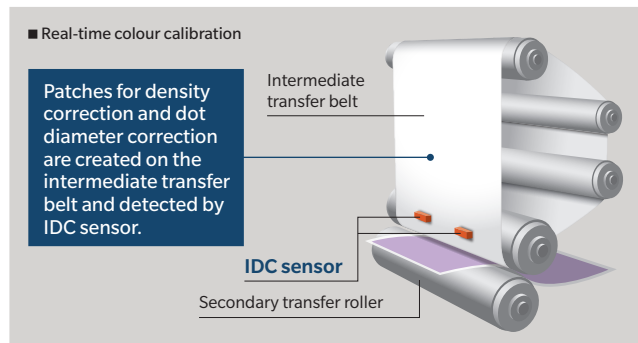 ■ Real-time colour calibration
Patches for density
correction and dot
diameter correction
are created on the
intermediate transfer
belt and detected by
IDC sensor.
Intermediate
transfer belt
IDC sensor
Secondary transfer roller